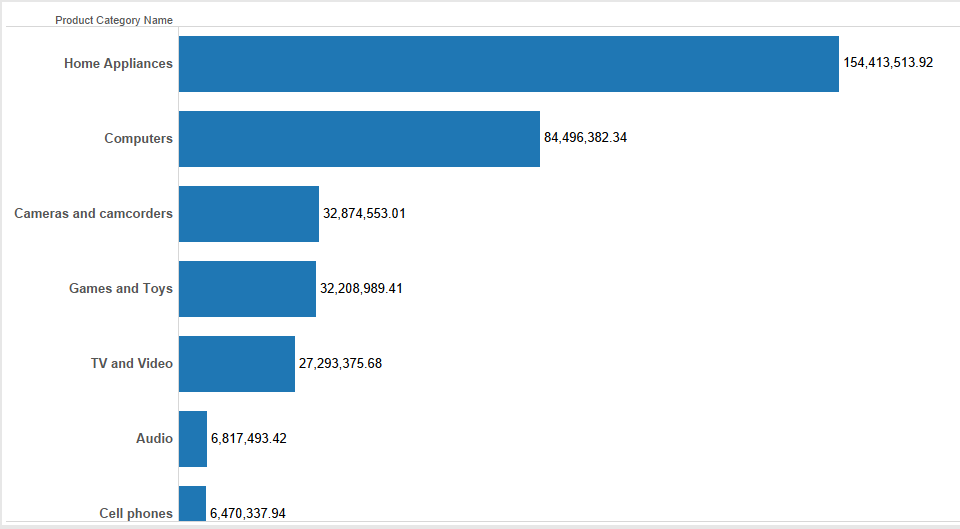 Product Category Name
Home Appliances 154,413,513.92
Computers 84,496,382.34
Cameras and camcorders 32,874,553.01
Games and Toys 32,208,989.41
TV and Video 27,293,375.68
Audio 6,817,493.42
Cell phones 6,470,337.94